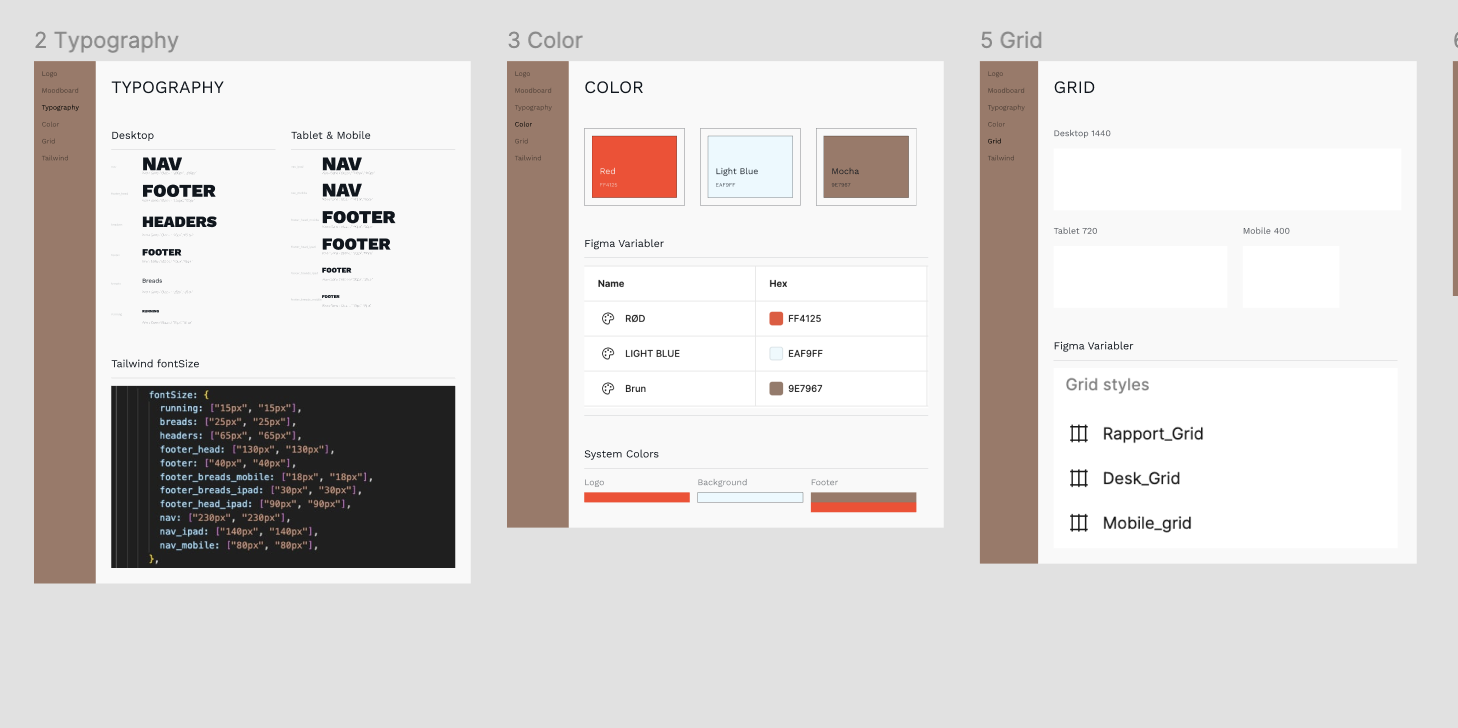 2 Typography
Logo
Moodboard
Typography
Color
Grid
Tailwind
TYPOGRAPHY
Desktop
NAV
FOOTER
HEADERS
FOOTER
Breads
Tablet & Mobile
NAV
NAV
FOOTER
FOOTER
FOOTER
FOOTER
Tailwind fontSize
fontSize: {
running: ["15px", "15px"],
breads: ["25px", "25px"],
headers: ["65px", "65px"],
footer_head: ["130px", "130px"],
footer: ["40px", "40px"],
footer_breads_mobile: ["18px", "18px"],
footer_breads_ipad: ["30px", "30px"],
footer_head_ipad: ["90px", "90px"],
nav: ["230px", "230px"],
nav_ipad: ["140px", "140px"],
nav_mobile: ["80px", "80px"],
},
3 Color
Logo
Moodboard
Typography
Color
Grid
Tailwind
COLOR
Red
FF4125
Light Blue
EAF9FF
Mocha
9E7967
Figma Variabler
Name Hex
RØD FF4125
LIGHT BLUE EAF9FF
Brun 9E7967
System Colors
Logo Background Footer
5 Grid
Logo
Moodboard
Typography
Color
Grid
Tailwind
GRID
Desktop 1440
Tablet 720 Mobile 400
Figma Variabler
Grid styles
Rapport_Grid
Desk_Grid
Mobile_grid